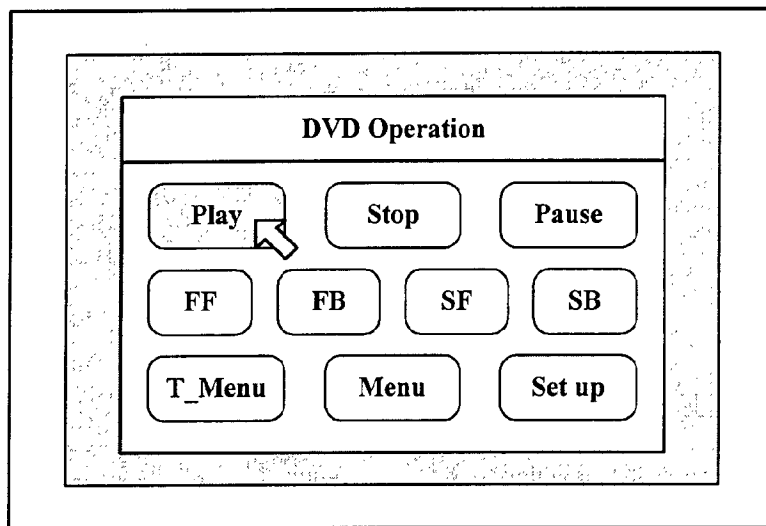 DVD Operation
Play Stop Pause
FF FB SF SB
T_Menu Menu Set up